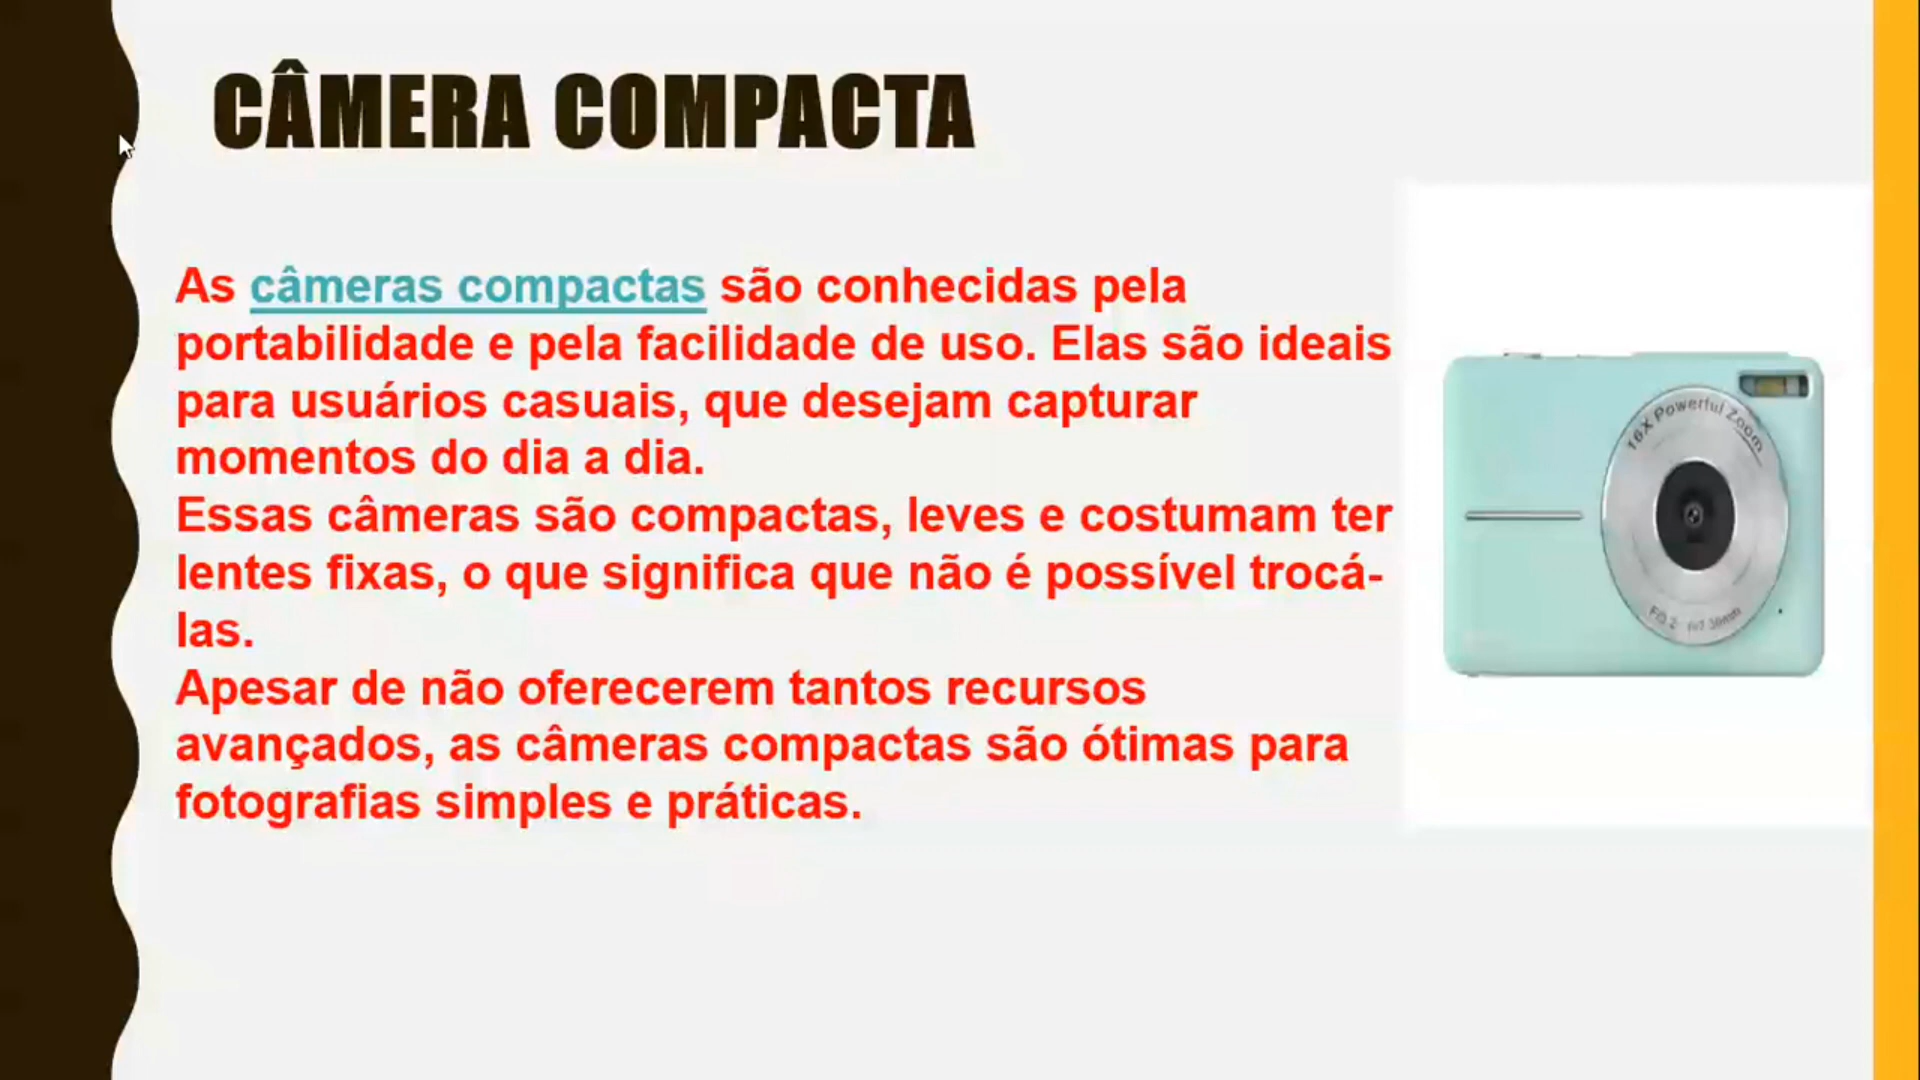 CÂMERA COMPACTA
As câmeras compactas são conhecidas pela
portabilidade e pela facilidade de uso. Elas são ideais
para usuários casuais, que desejam capturar
momentos do dia a dia.
Essas câmeras são compactas, leves e costumam ter
lentes fixas, o que significa que não é possível trocá-
las.
Apesar de não oferecerem tantos recursos
avançados, as câmeras compactas são ótimas para
fotografias simples e práticas.
16X Powerful Zoom